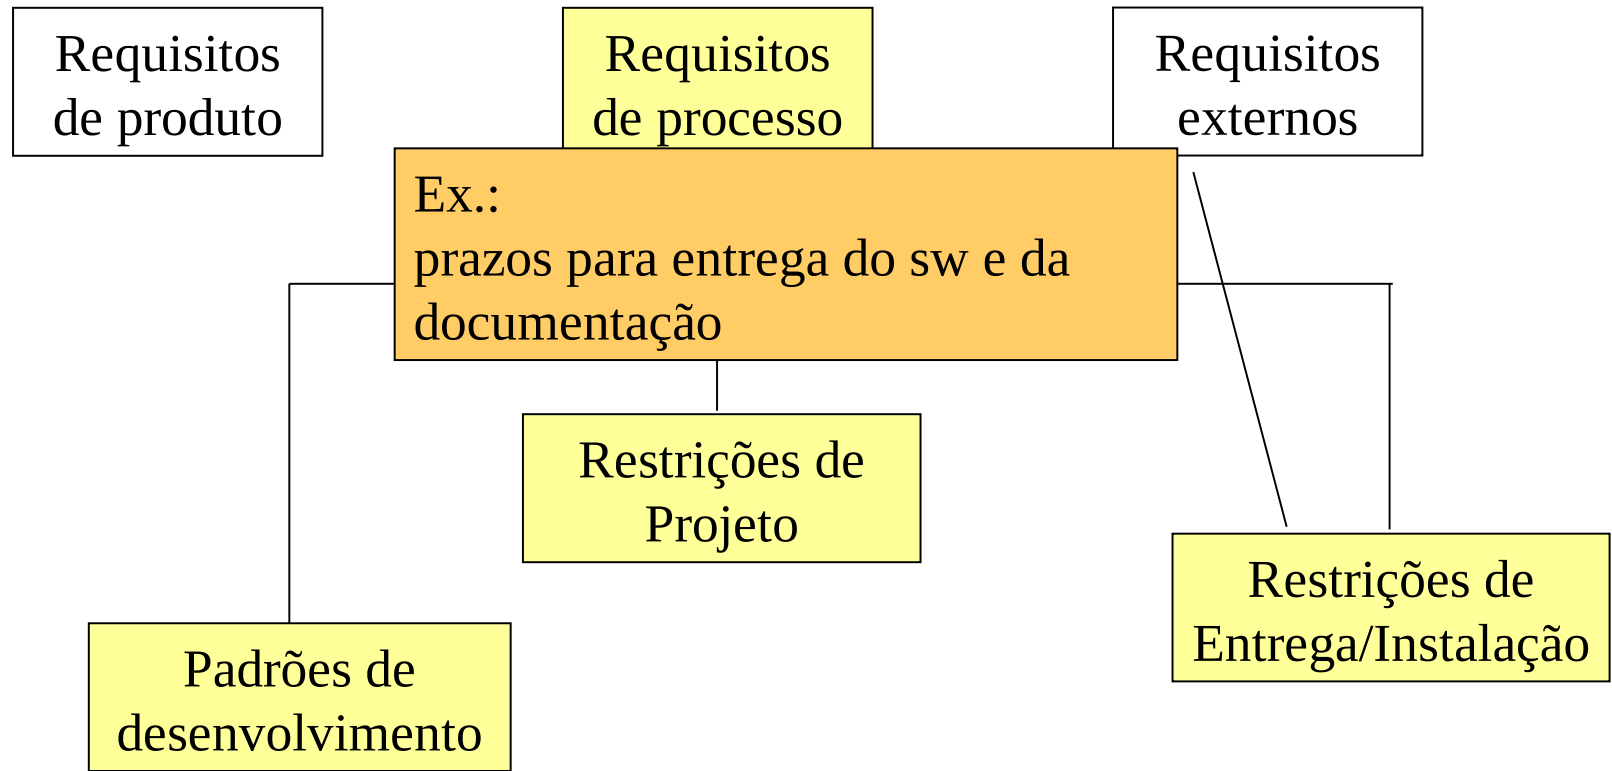 Requisitos
de produto
Requisitos
de processo
Requisitos
externos
Ex.:
prazos para entrega do sw e da
documentação
Restrições de
Projeto
Restrições de
Entrega/Instalação
Padrões de
desenvolvimento